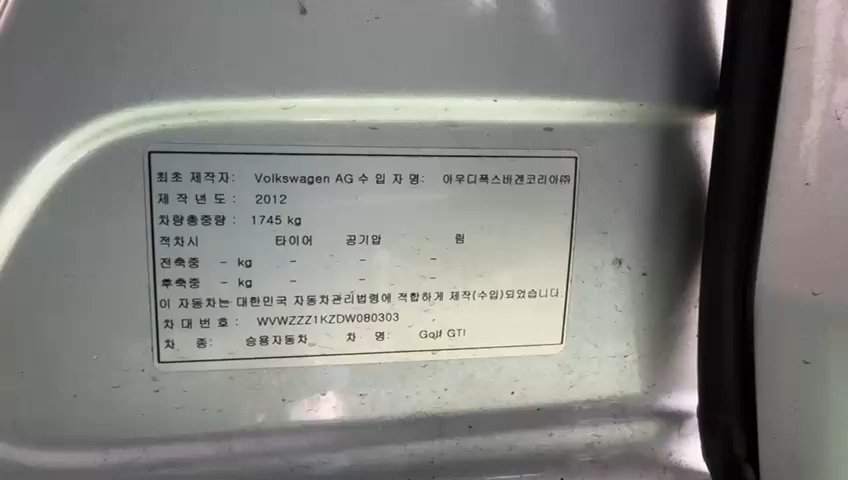 최초 제작자: Volkswagen AG 수 입 자 명: 아우디폭스바겐코리아㈜
제 작 년 도 : 2012
차량총중량 : 1745 kg
적차시 타이어 공기압 림
전축중 - kg - - -
후축중 - kg - - -
이 자동차는 대한민국 자동차관리법령에 적합하게 제작(수입)되었습니다.
차 대 번 호 : WVWZZZ1KZDW080303
차 종: 승용자동차 차 명: Golf GTI